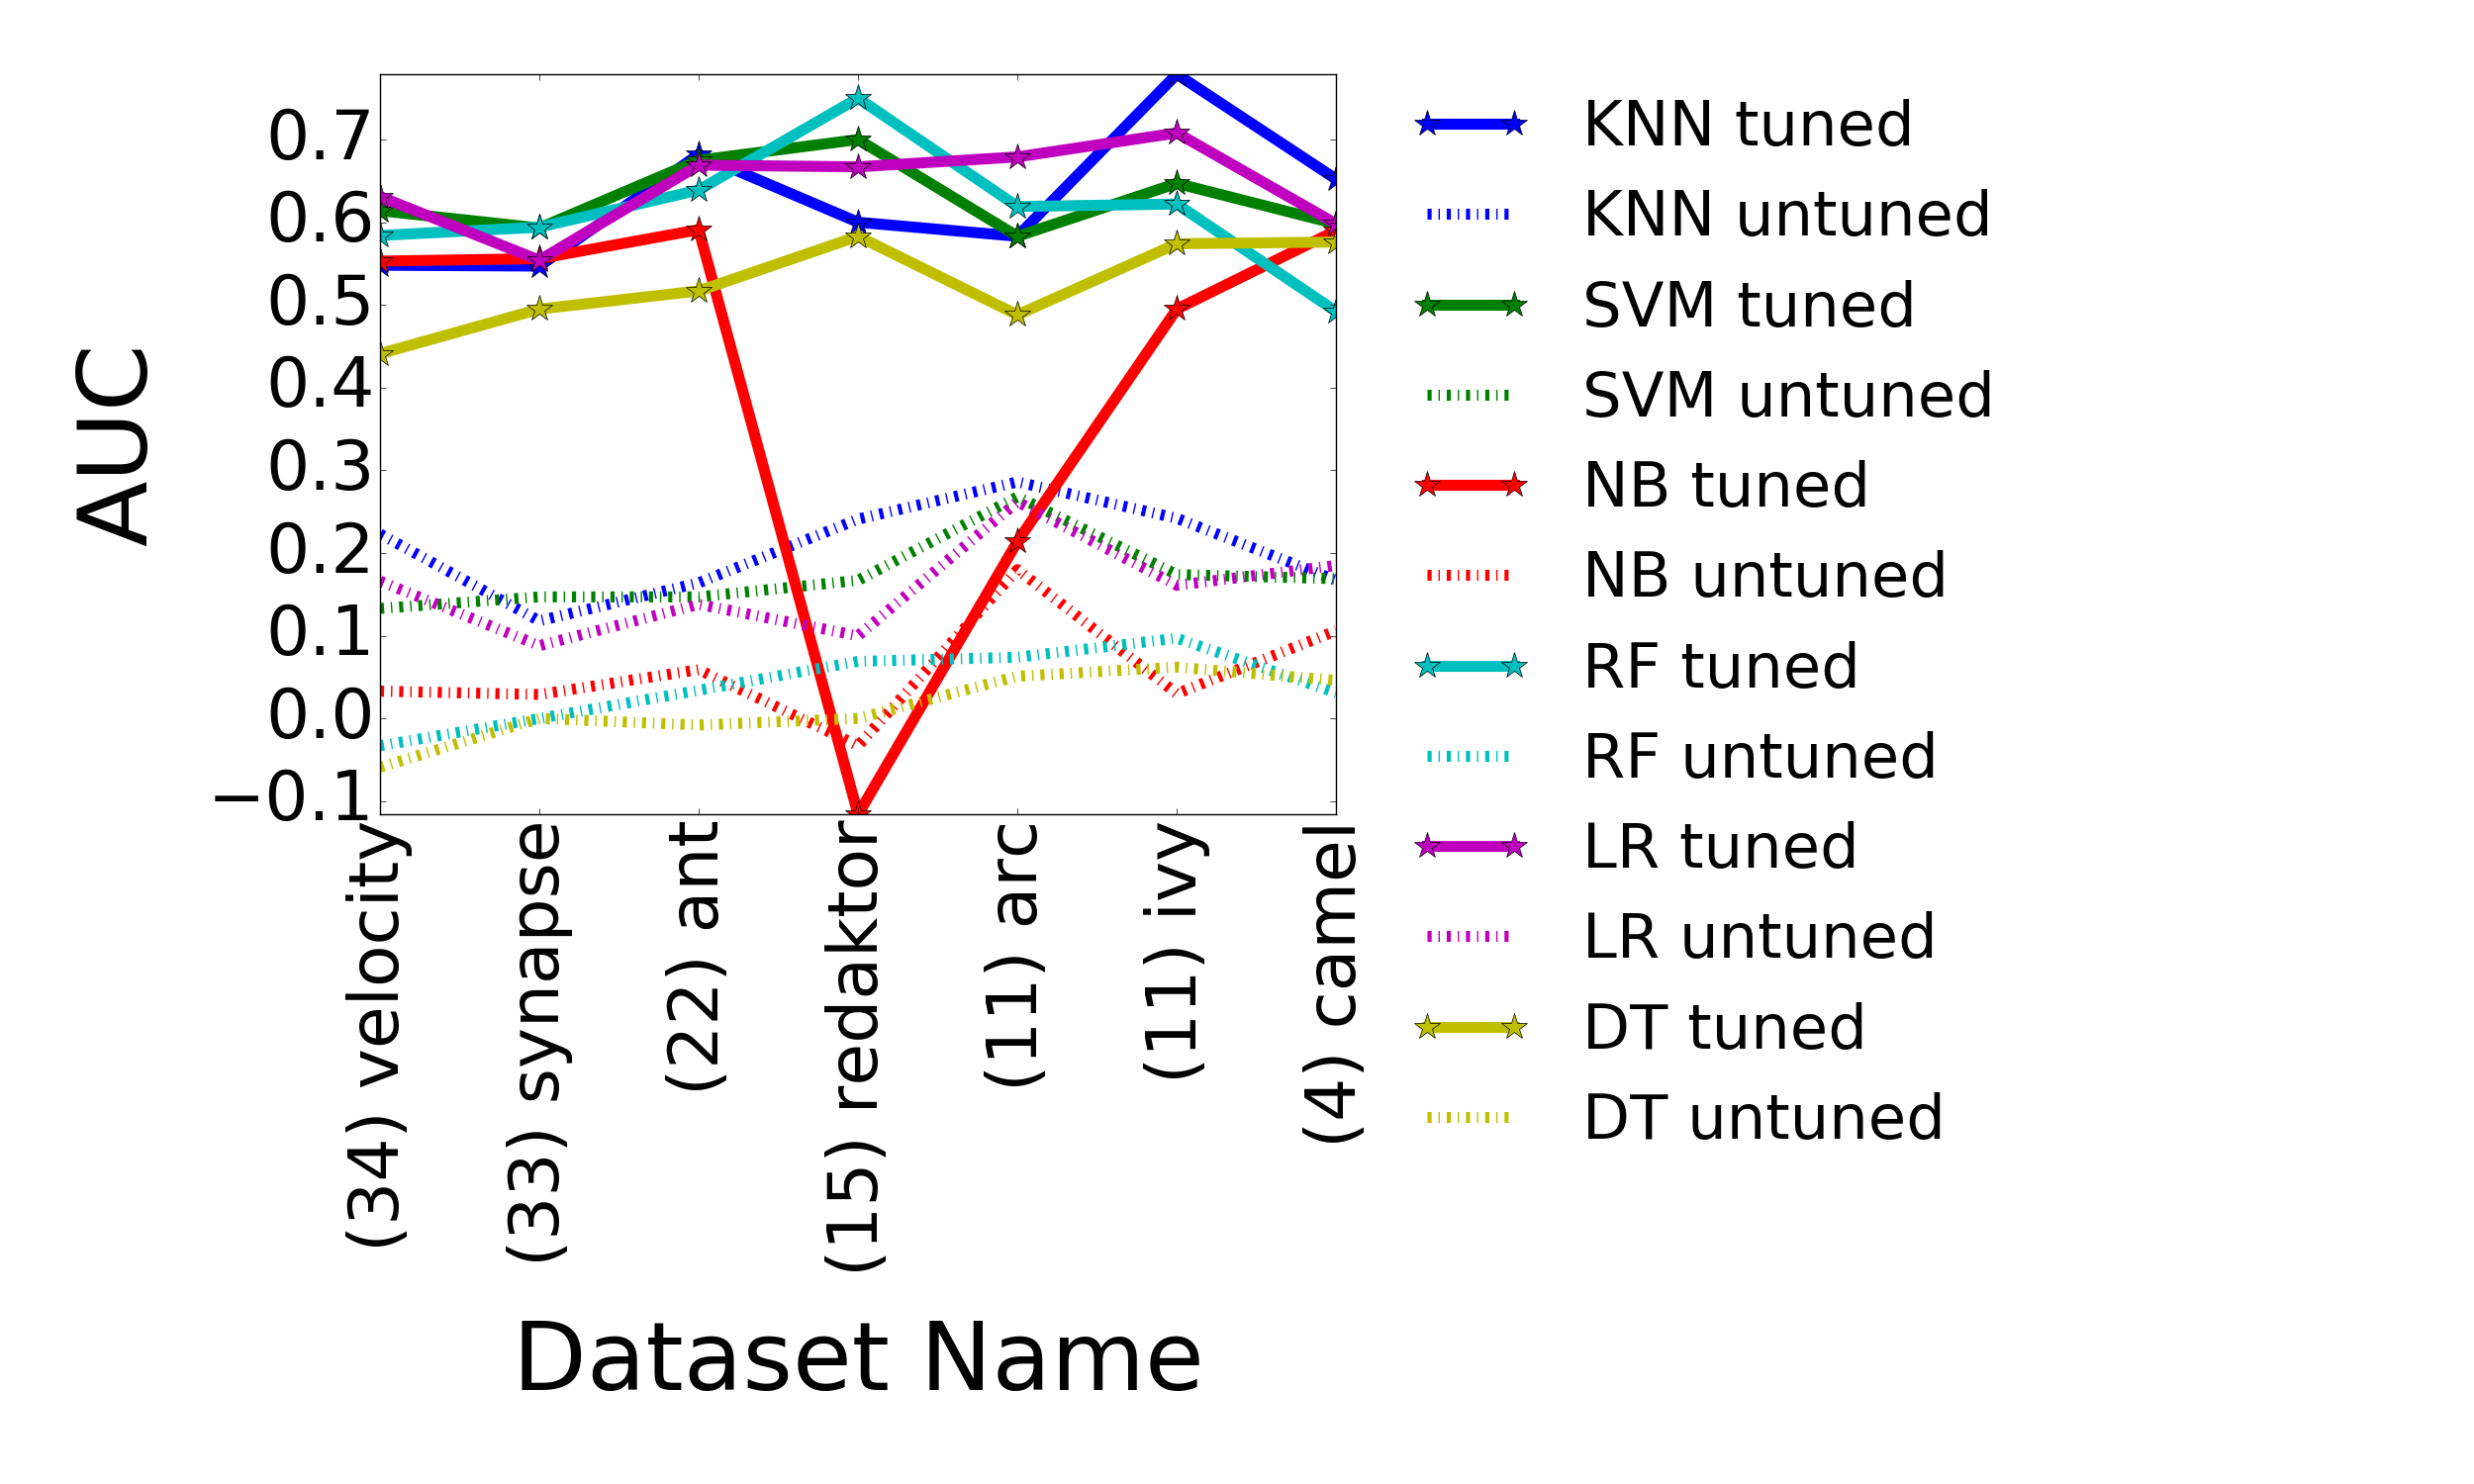 0.7
0.6
0.5
0.4
0.3
0.2
0.1
0.0
−0.1
AUC
(34) velocity
(33) synapse
(22) ant
(15) redaktor
(11) arc
(11) ivy
(4) camel
Dataset Name
KNN tuned
KNN untuned
SVM tuned
SVM untuned
NB tuned
NB untuned
RF tuned
RF untuned
LR tuned
LR untuned
DT tuned
DT untuned